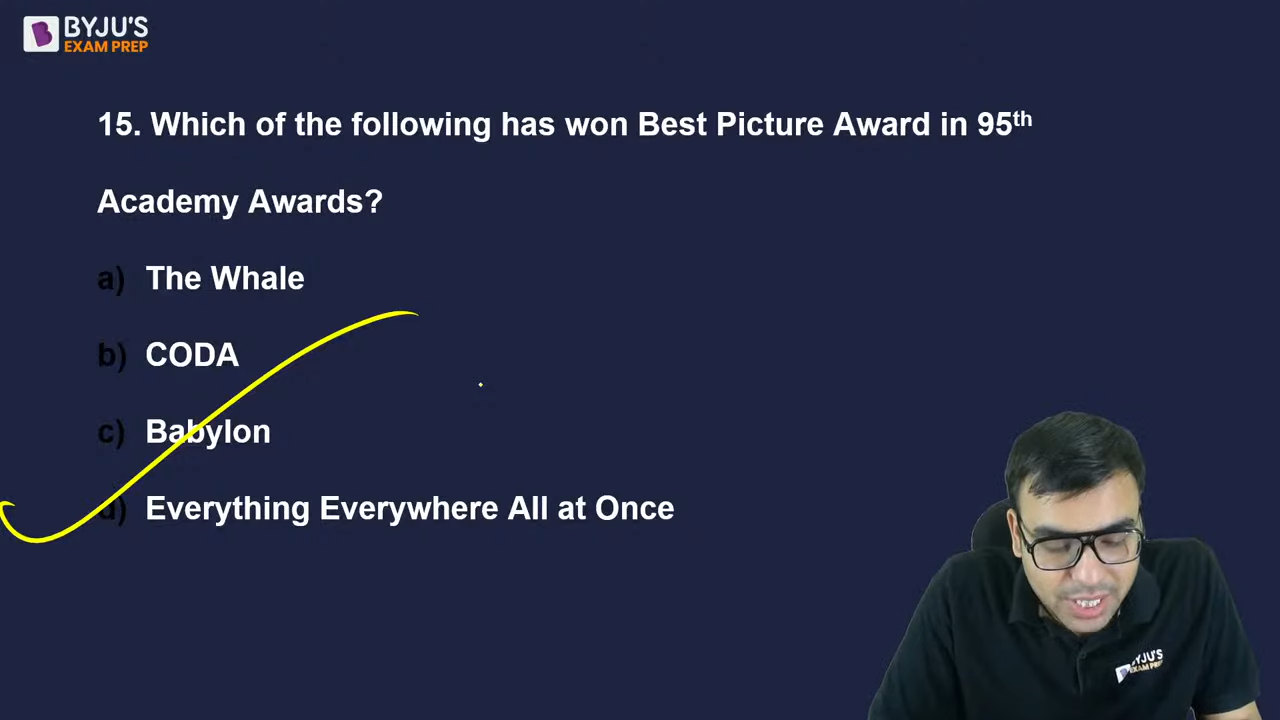 BYJU'S
EXAM PREP
15. Which of the following has won Best Picture Award in 95th
Academy Awards?
a) The Whale
b) CODA
c) Babylon
d) Everything Everywhere All at Once
BYJU'S
EXAM PREP